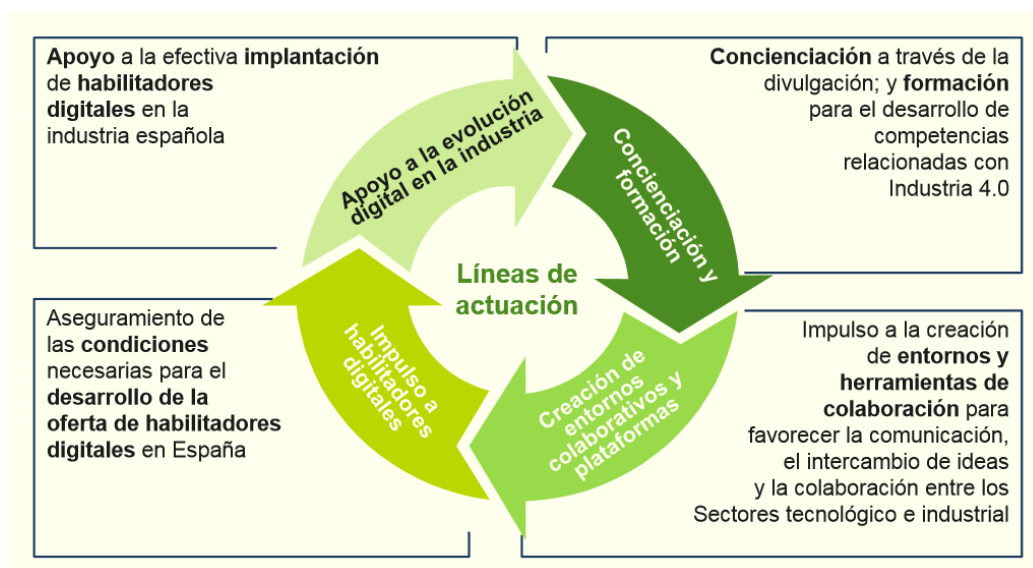 Apoyo a la efectiva implantación
de habilitadores
digitales en la
industria española
Concienciación a través de la
divulgación; y formación
para el desarrollo de
competencias
relacionadas con
Industria 4.0
Apoyo a la evolución
digital en la industria
Concienciación y
formación
Líneas de
actuación
Impulso a
habilitadores
digitales
Creación de
entornos
colaborativos y
plataformas
Aseguramiento de
las condiciones
necesarias para el
desarrollo de la
oferta de habilitadores
digitales en España
Impulso a la creación
de entornos y
herramientas de
colaboración para
favorecer la comunicación,
el intercambio de ideas
y la colaboración entre los
Sectores tecnológico e industrial